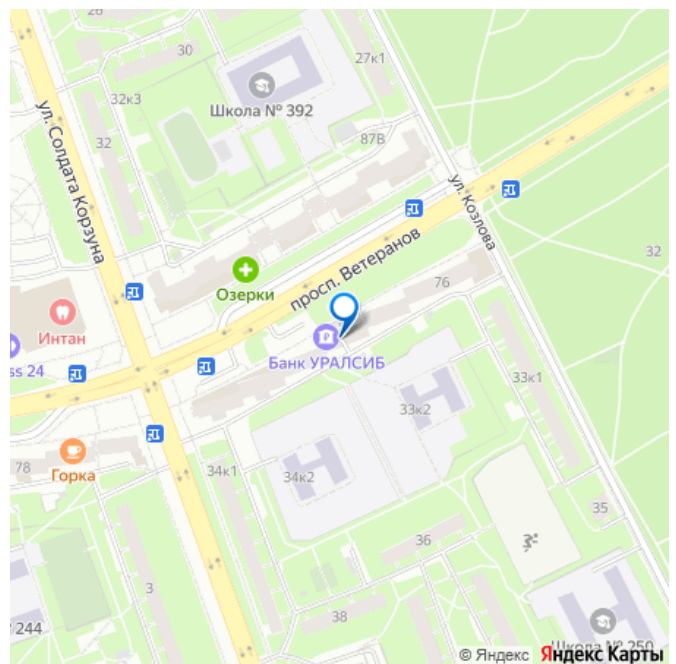 26
30
27к1
Школа № 392
32к3
32
87В
ул. Солдата Корзуна
ул. Козлова
32
просп. Ветеранов
76
Озерки
Интан
ss 24
Банк УРАЛСИБ
33к1
33к2
78
Горка
34к1
34к2
35
36
3
38
244
Школа № 250
© Яндекс Яндекс Карты